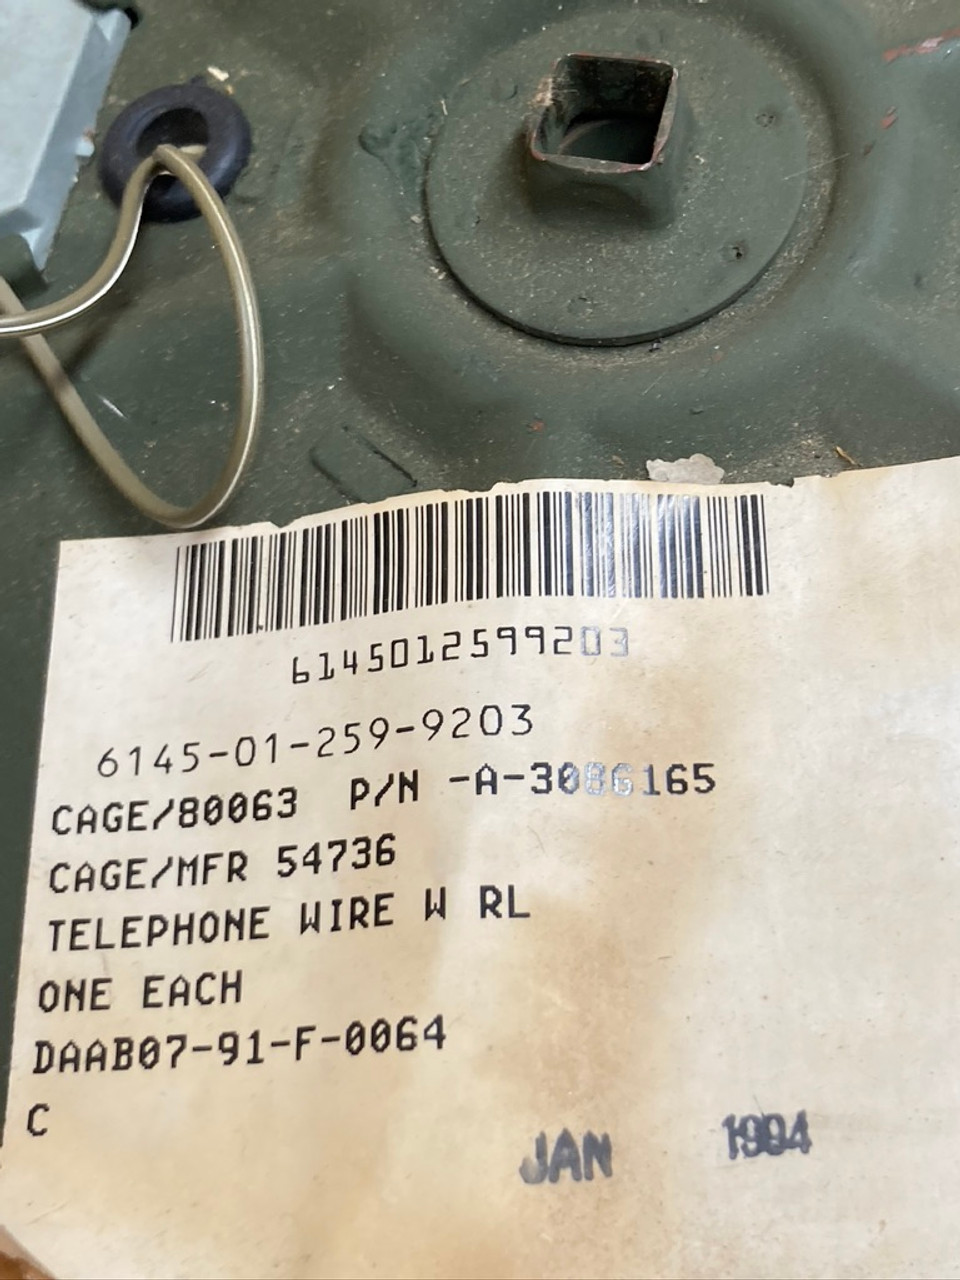 6145012599203
6145-01-259-9203
CAGE/80063 P/N -A-3086165
CAGE/MFR 54736
TELEPHONE WIRE W RL
ONE EACH
DAAB07-91-F-0064
C
JAN 1994